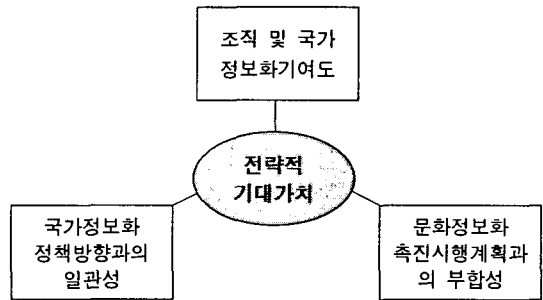 조직 및 국가
정보화기여도
전략적
기대가치
국가정보화
정책방향과의
일관성
문화정보화
촉진시행계획과
의 부합성